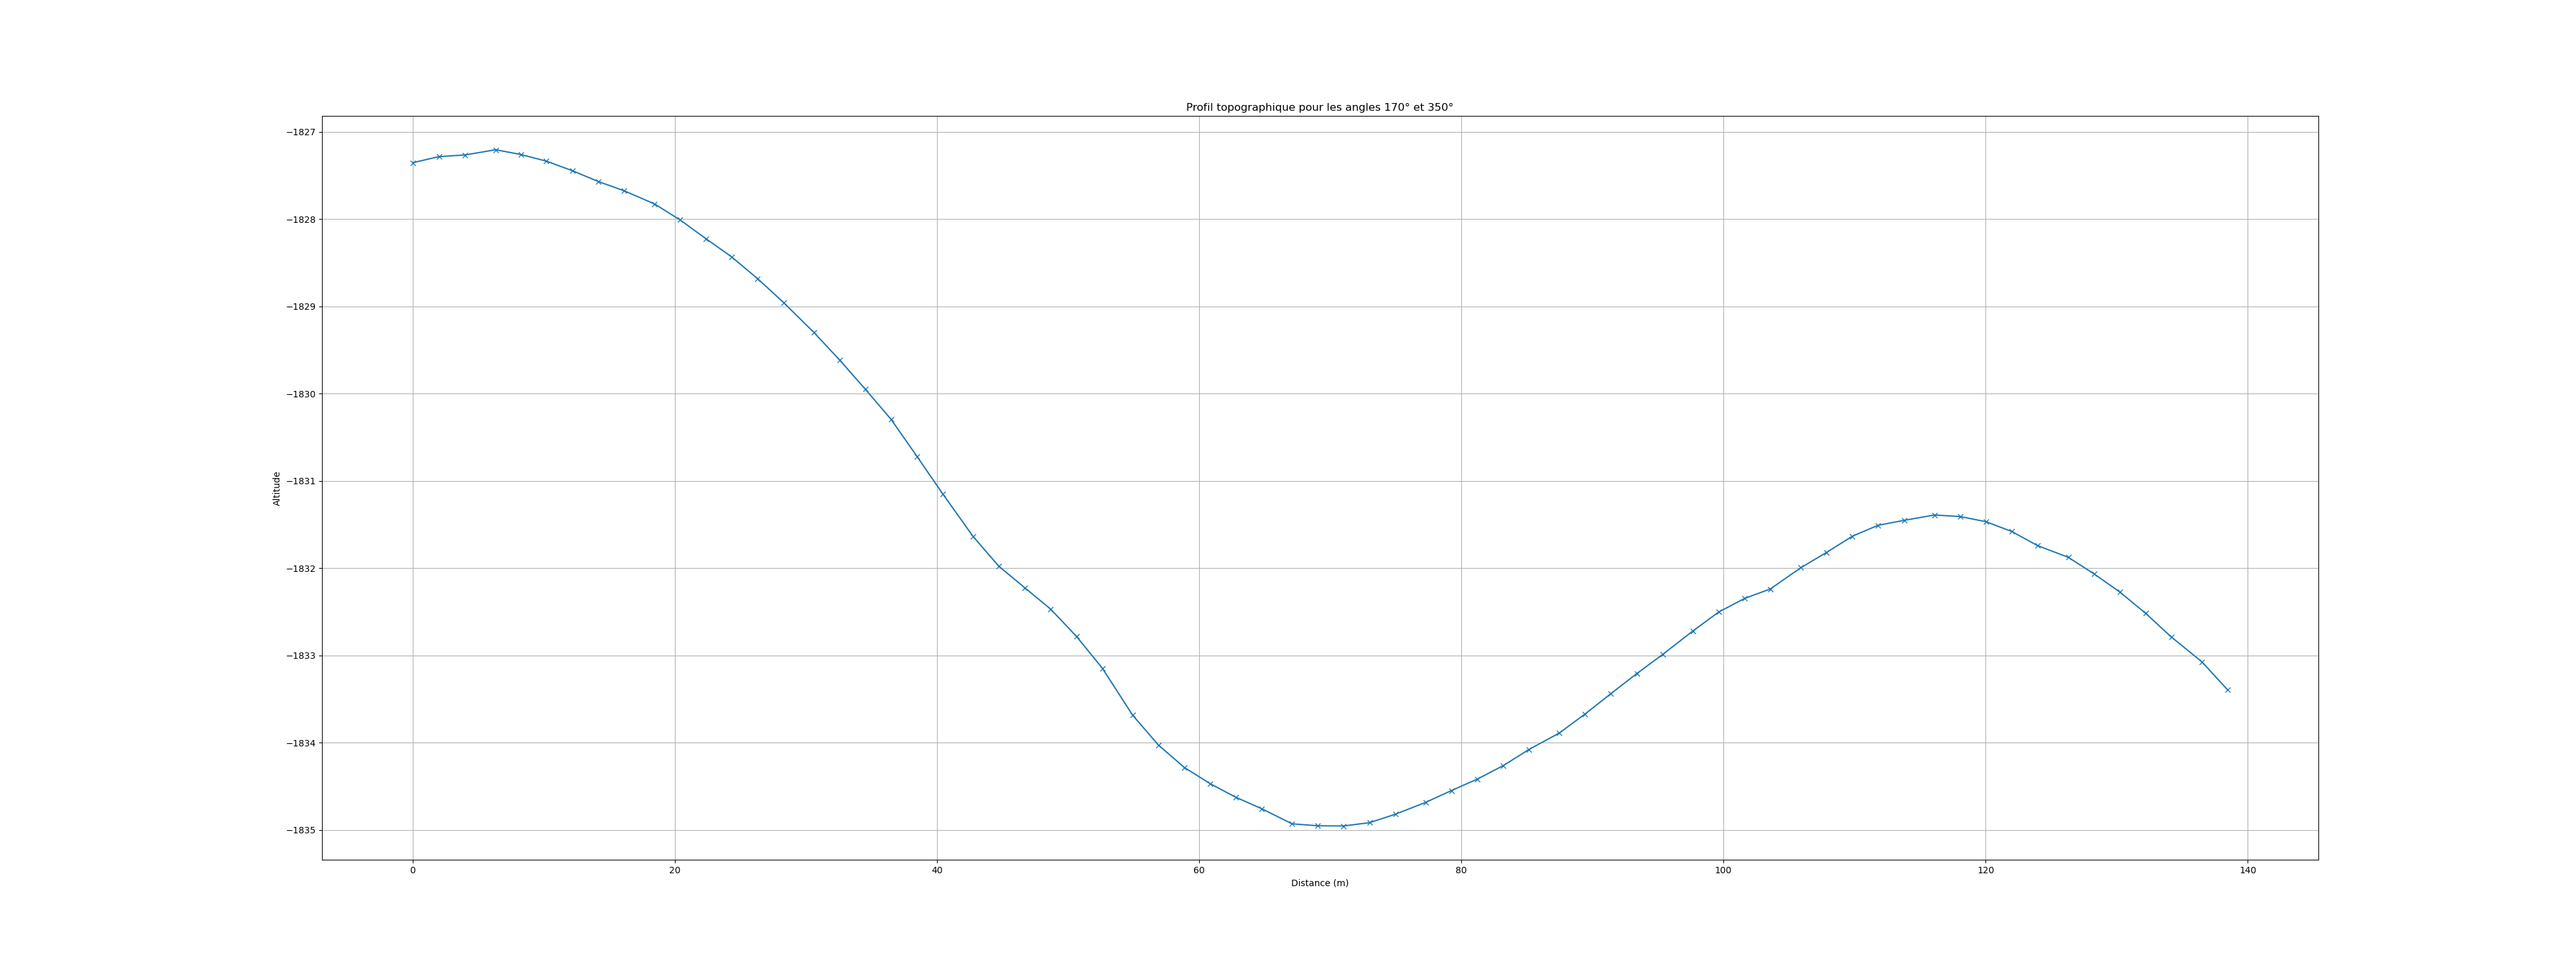 Profil topographique pour les angles 170° et 350°
Altitude
−1827
−1828
−1829
−1830
−1831
−1832
−1833
−1834
−1835
0 20 40 60 80 100 120 140
Distance (m)